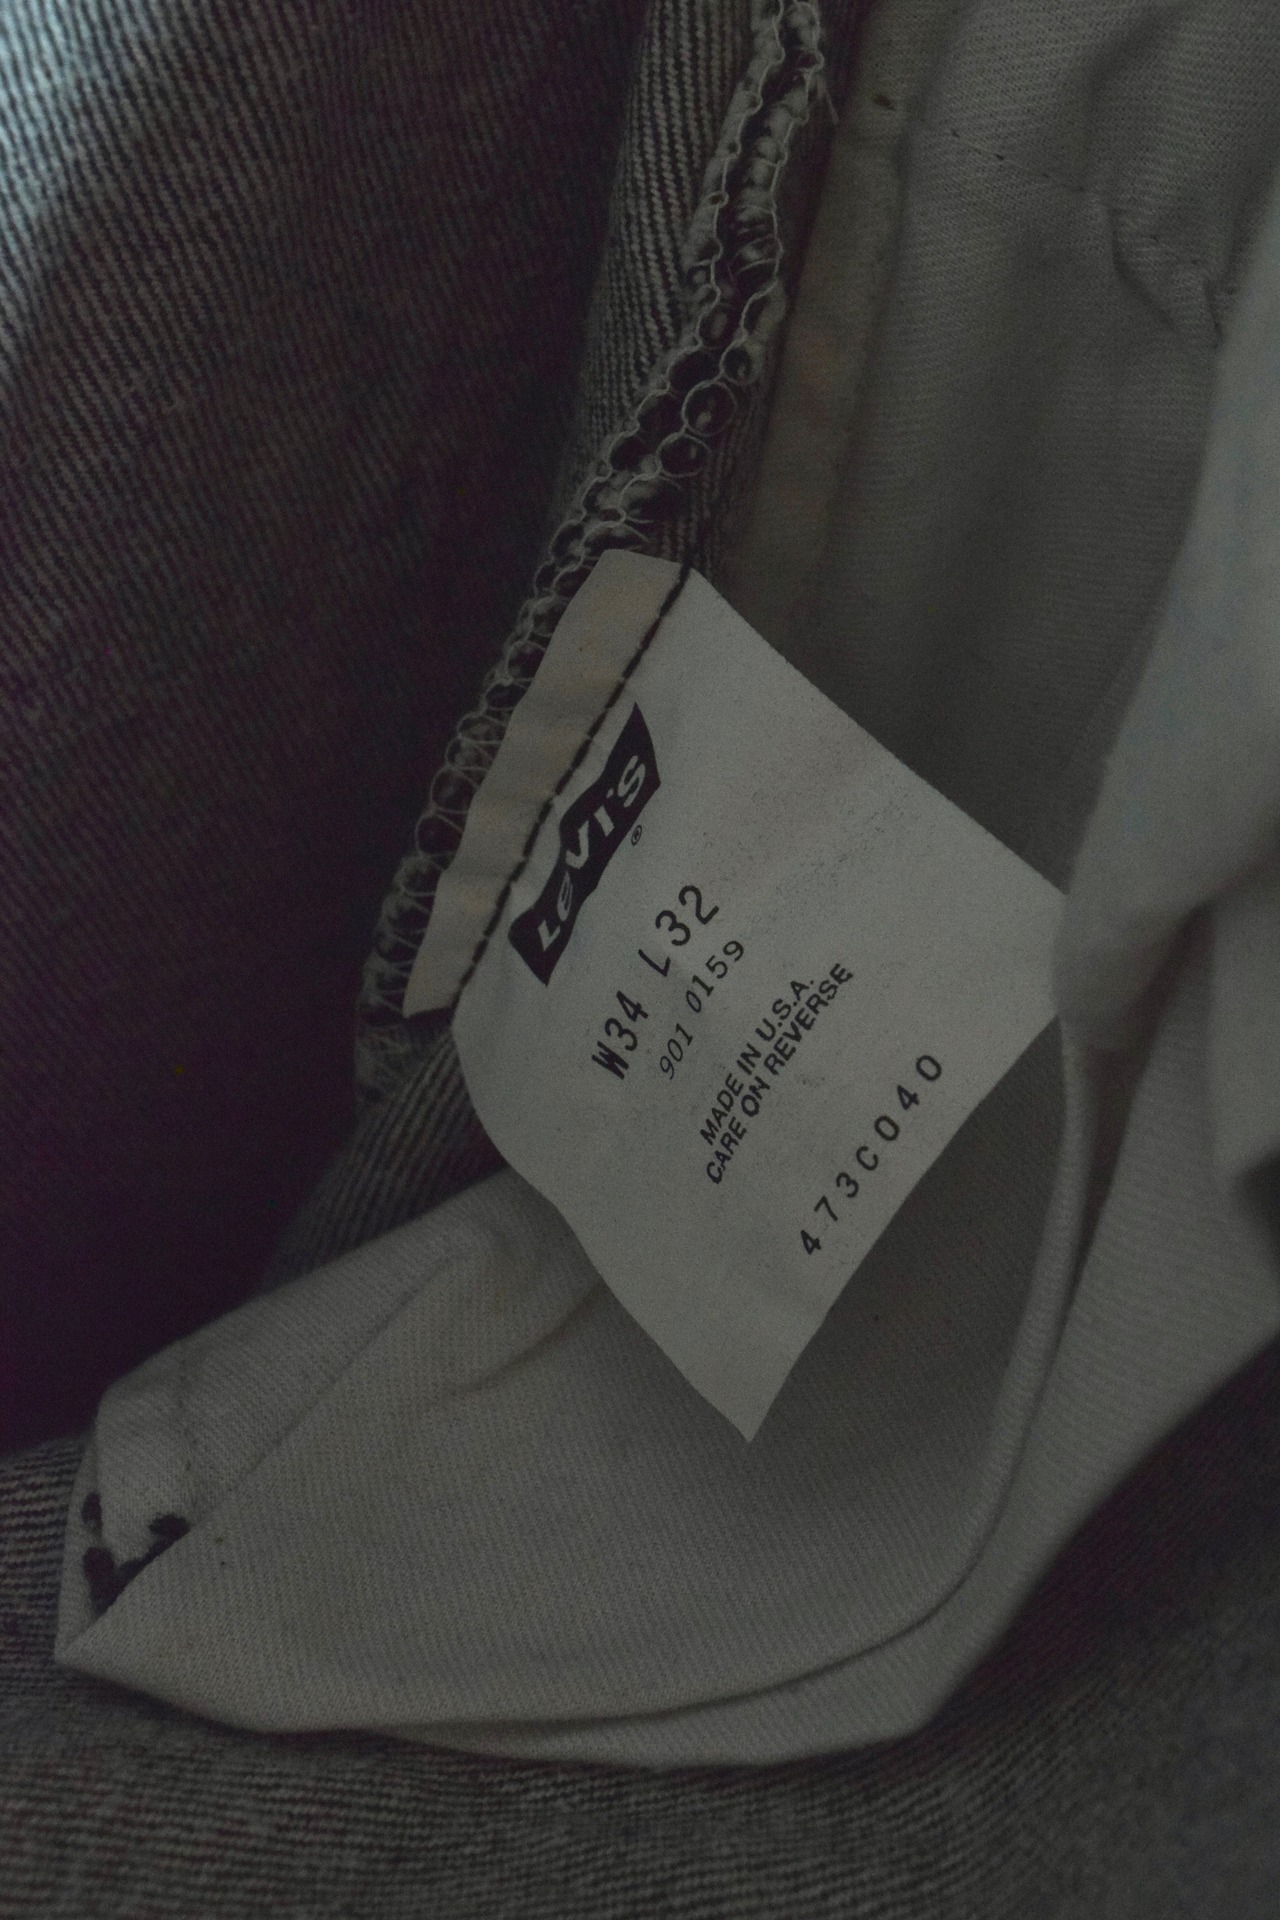 LEVI'S®
W34 L32
901 0159
MADE IN U.S.A.
CARE ON REVERSE
473C040